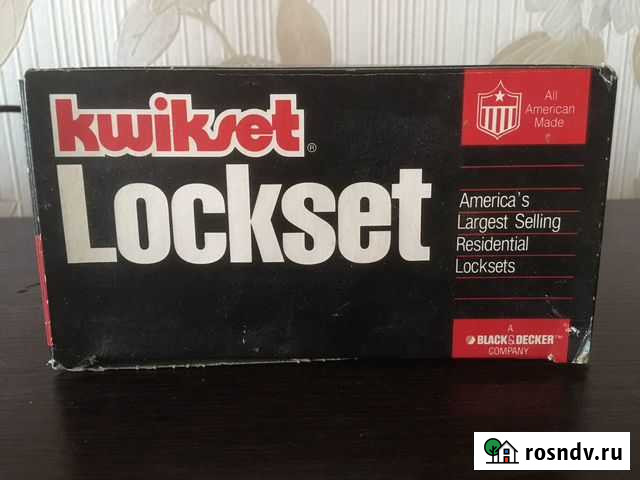 kwikset®
Lockset
All
American
Made
America's
Largest Selling
Residential
Locksets
A
BLACK&DECKER™
COMPANY
rosndv.ru